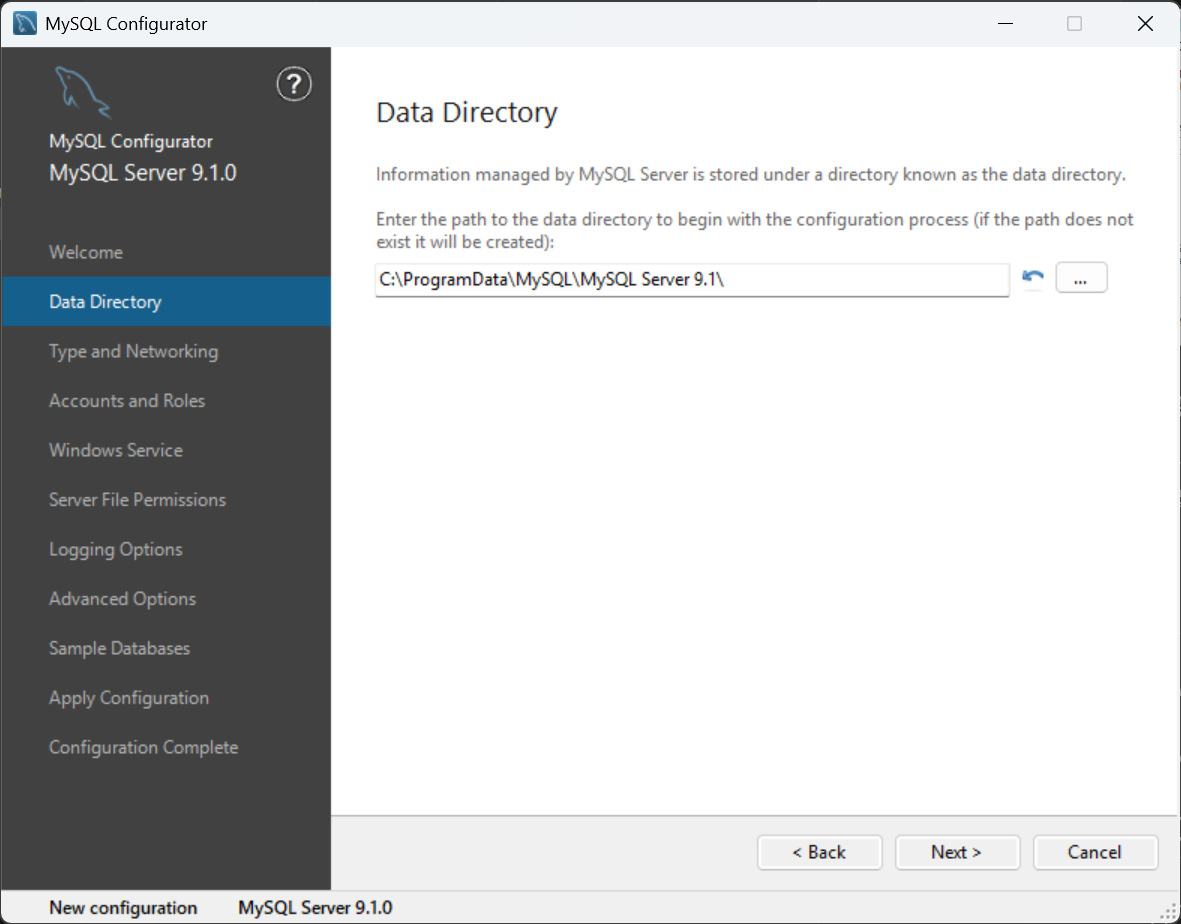 MySQL Configurator
?
MySQL Configurator
MySQL Server 9.1.0
Welcome
Data Directory
Type and Networking
Accounts and Roles
Windows Service
Server File Permissions
Logging Options
Advanced Options
Sample Databases
Apply Configuration
Configuration Complete
Data Directory
Information managed by MySQL Server is stored under a directory known as the data directory.
Enter the path to the data directory to begin with the configuration process (if the path does not
exist it will be created):
C:\ProgramData\MySQL\MySQL Server 9.1\
...
< Back
Next >
Cancel
New configuration
MySQL Server 9.1.0